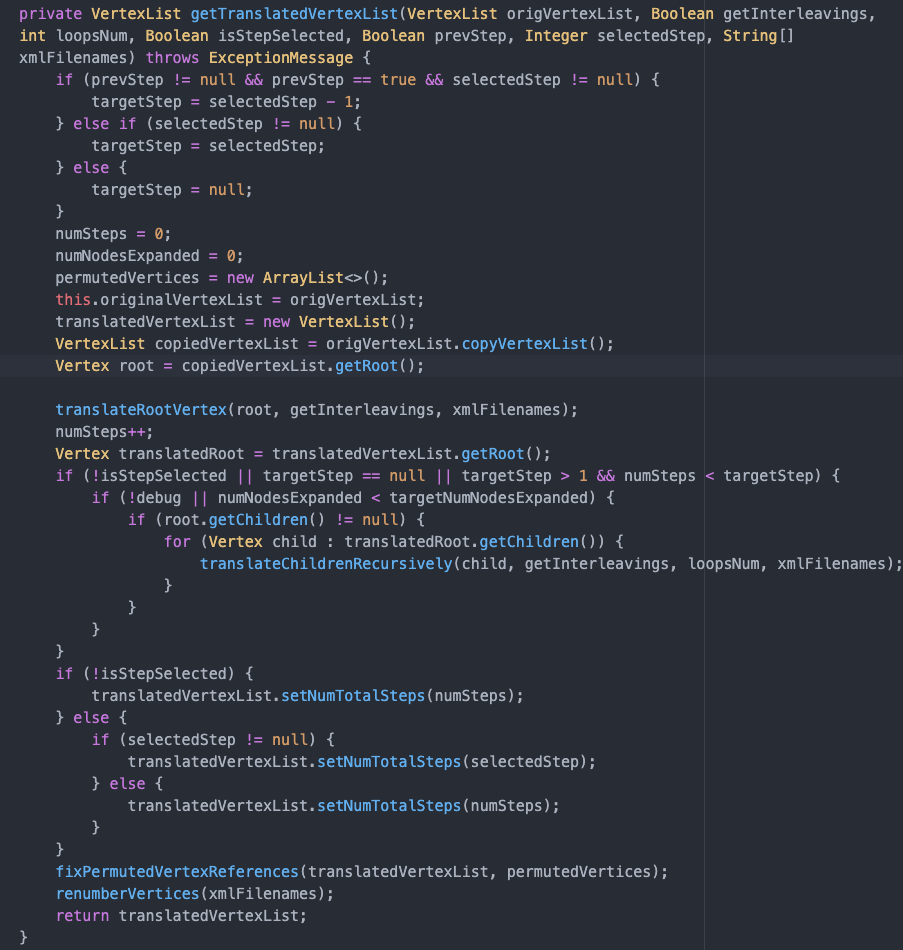 private VertexList getTranslatedVertexList(VertexList origVertexList, Boolean getInterleavings,
int loopsNum, Boolean isStepSelected, Boolean prevStep, Integer selectedStep, String[]
xmlFilenames) throws ExceptionMessage {
    if (prevStep != null && prevStep == true && selectedStep != null) {
        targetStep = selectedStep - 1;
    } else if (selectedStep != null) {
        targetStep = selectedStep;
    } else {
        targetStep = null;
    }
    numSteps = 0;
    numNodesExpanded = 0;
    permutedVertices = new ArrayList<>();
    this.originalVertexList = origVertexList;
    translatedVertexList = new VertexList();
    VertexList copiedVertexList = origVertexList.copyVertexList();
    Vertex root = copiedVertexList.getRoot();

    translateRootVertex(root, getInterleavings, xmlFilenames);
    numSteps++;
    Vertex translatedRoot = translatedVertexList.getRoot();
    if (!isStepSelected || targetStep == null || targetStep > 1 && numSteps < targetStep) {
        if (!debug || numNodesExpanded < targetNumNodesExpanded) {
            if (root.getChildren() != null) {
                for (Vertex child : translatedRoot.getChildren()) {
                    translateChildrenRecursively(child, getInterleavings, loopsNum, xmlFilenames);
                }
            }
        }
    }
    if (!isStepSelected) {
        translatedVertexList.setNumTotalSteps(numSteps);
    } else {
        if (selectedStep != null) {
            translatedVertexList.setNumTotalSteps(selectedStep);
        } else {
            translatedVertexList.setNumTotalSteps(numSteps);
        }
    }
    fixPermutedVertexReferences(translatedVertexList, permutedVertices);
    renumberVertices(xmlFilenames);
    return translatedVertexList;
}